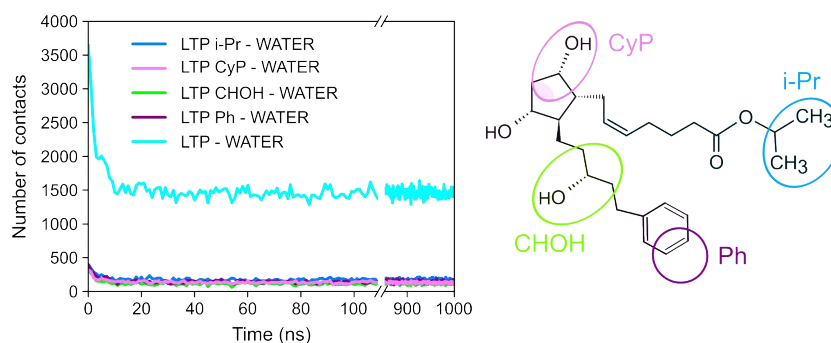 Number of contacts
4000
3500
3000
2500
2000
1500
1000
500
0
LTP i-Pr - WATER
LTP CyP - WATER
LTP CHOH - WATER
LTP Ph - WATER
LTP - WATER
0 20 40 60 80 100 900 1000
Time (ns)
OH
CyP
i-Pr
HO
O
CH3
O
CH3
HO
CHOH
Ph